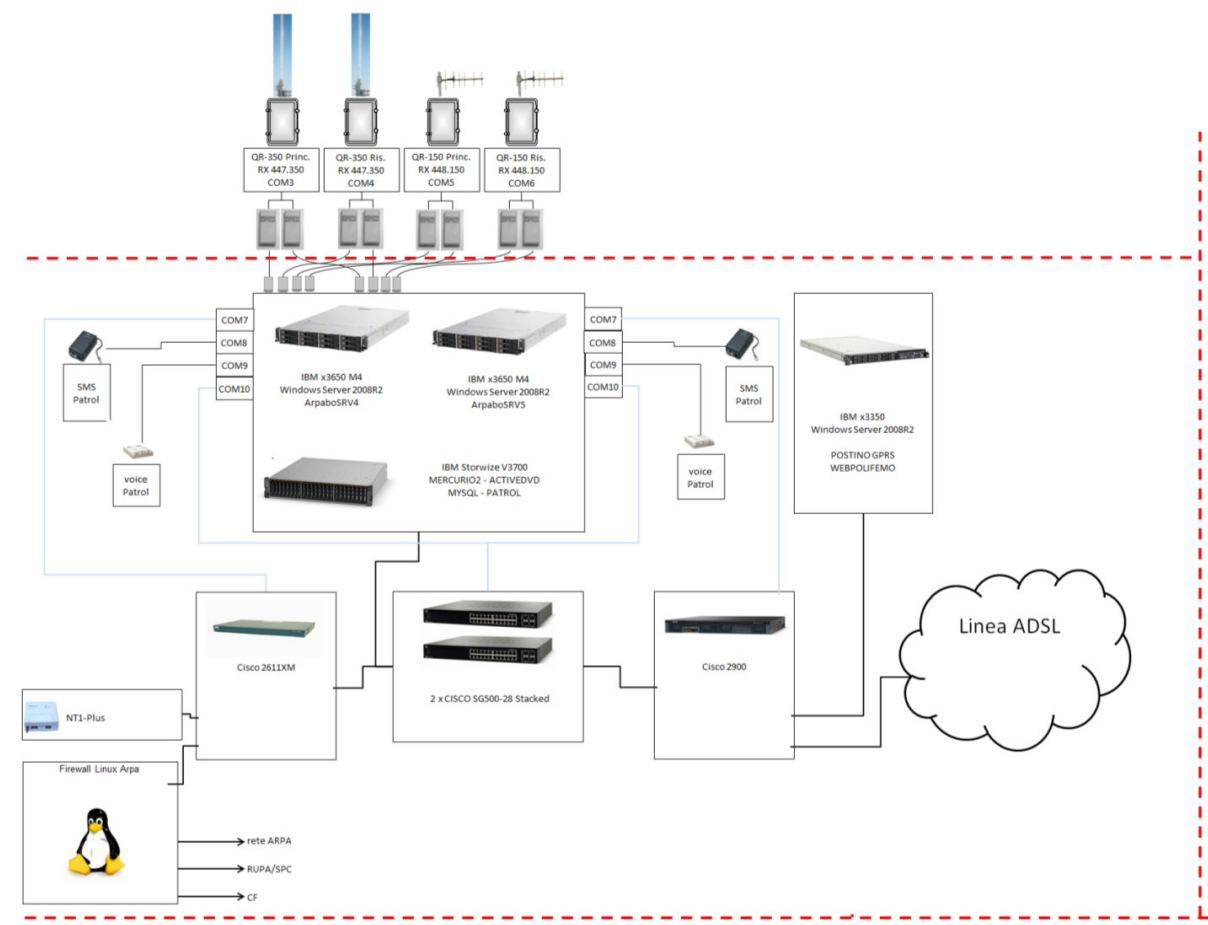 QR-350 Princ.
RX 447.350
COM3
QR-350 Ris.
RX 447.350
COM4
QR-150 Princ.
RX 448.150
COM5
QR-150 Ris.
RX 448.150
COM6
COM7
COM8
COM9
COM10
SMS
Patrol
voice
Patrol
IBM x3650 M4
Windows Server 2008R2
ArpaboSRV4
IBM x3650 M4
Windows Server 2008R2
ArpaboSRV5
IBM Storwize V3700
MERCURIO2 - ACTIVEDVD
MYSQL - PATROL
COM7
COM8
COM9
COM10
SMS
Patrol
voice
Patrol
IBM x3350
Windows Server 2008R2
POSTINO GPRS
WEBPOLIFEMO
Cisco 2611XM
2 x CISCO SG500-28 Stacked
Cisco 2900
Linea ADSL
NT1-Plus
Firewall Linux Arpa
rete ARPA
RUPA/SPC
CF